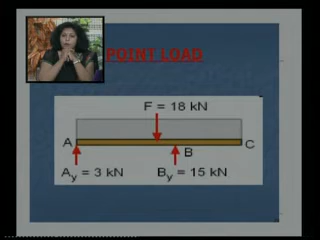 POINT LOAD
F = 18 kN
A
C
B
Ay = 3 kN
By = 15 kN